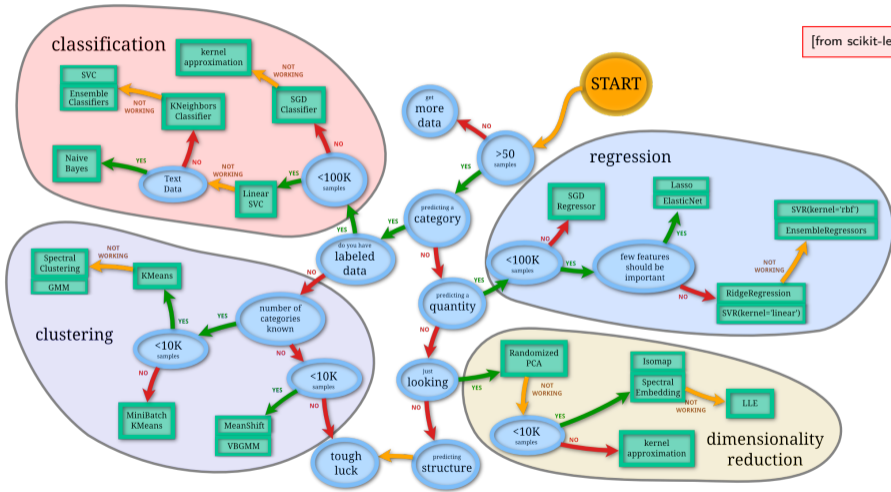 classification
kernel
approximation
SVC
Ensemble
Classifiers
NOT
WORKING
KNeighbors
Classifier
NOT
WORKING
SGD
Classifier
NO
Naive
Bayes
YES
NO
Text
Data
NOT
WORKING
Linear
SVC
YES
<100K
samples
YES
[from scikit-le
START
get
more
data
NO
>50
samples
YES
predicting a
category
YES
NO
do you have
labeled
data
NO
predicting a
quantity
YES
NO
just
looking
YES
NO
predicting
structure
tough
luck
regression
SGD
Regressor
NO
<100K
samples
YES
Lasso
ElasticNet
YES
few features
should be
important
NO
SVR(kernel='rbf')
EnsembleRegressors
NOT
WORKING
RidgeRegression
SVR(kernel='linear')
clustering
Spectral
Clustering
GMM
NOT
WORKING
KMeans
YES
<10K
samples
NO
MiniBatch
KMeans
YES
number of
categories
known
NO
<10K
samples
YES
NO
MeanShift
VBGMM
Randomized
PCA
NOT
WORKING
<10K
samples
YES
NO
Isomap
Spectral
Embedding
NOT
WORKING
LLE
kernel
approximation
dimensionality
reduction